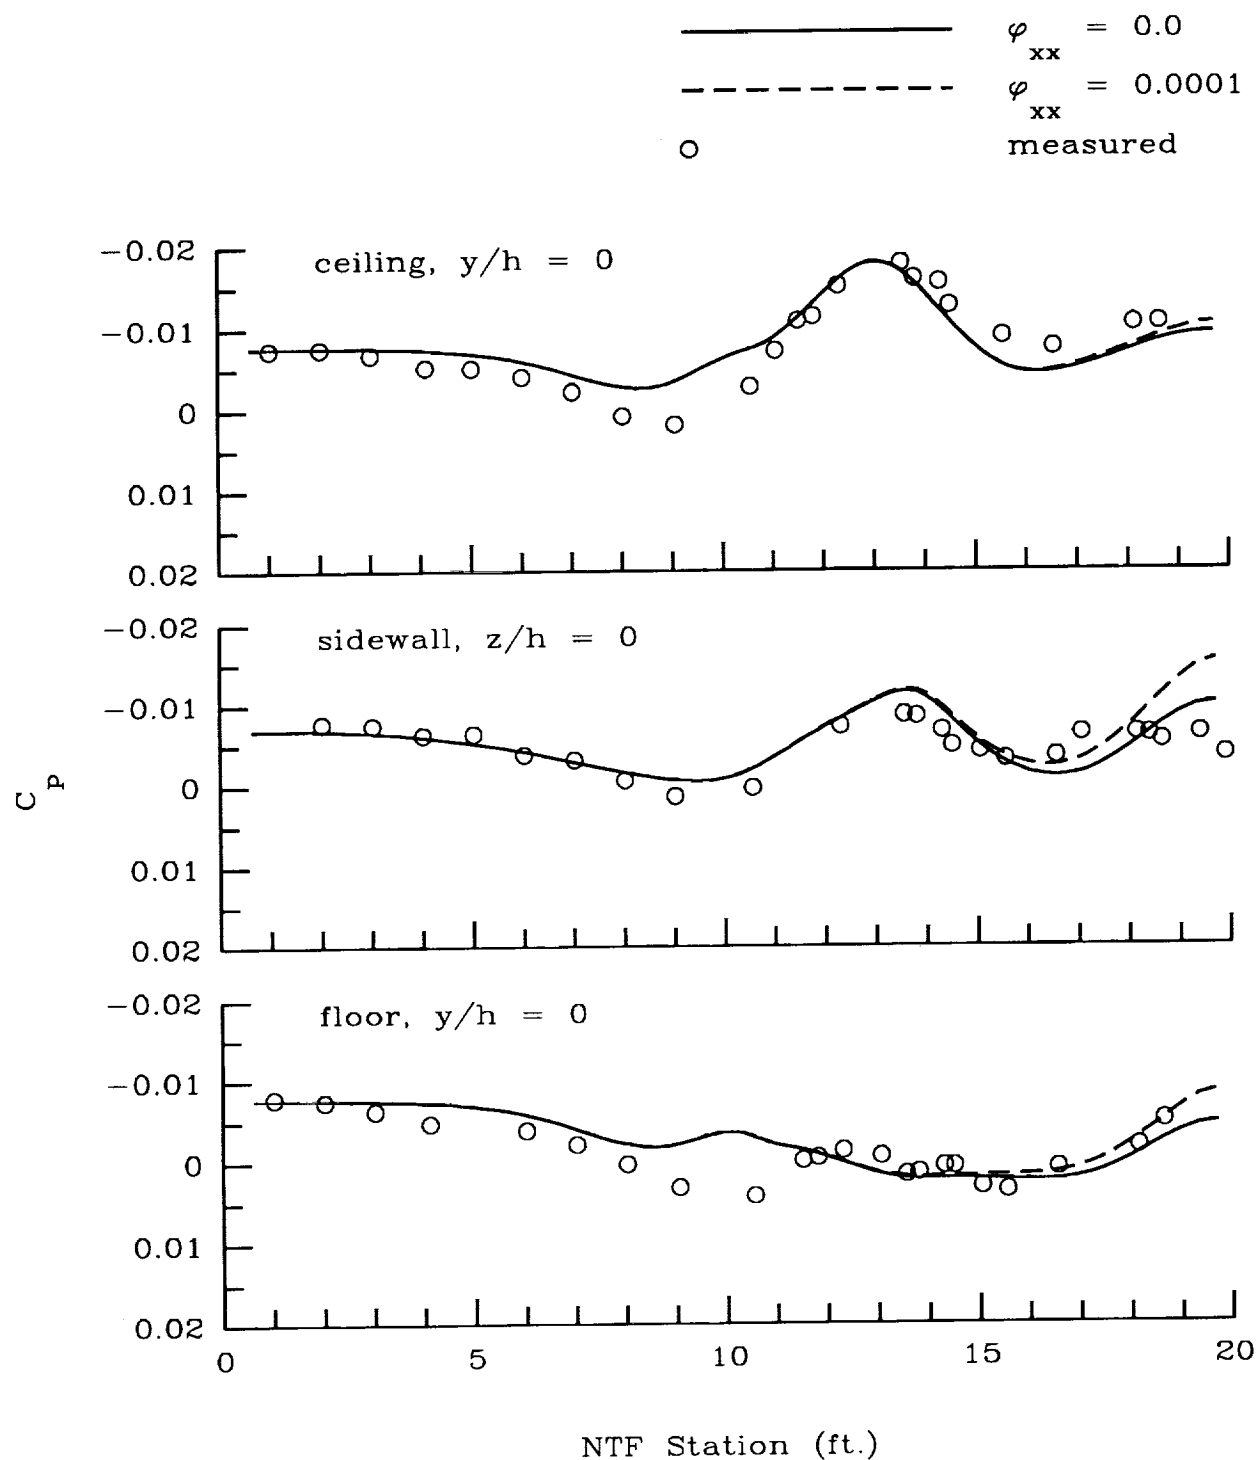 φxx = 0.0
φxx = 0.0001
measured
−0.02
ceiling, y/h = 0
−0.01
0
0.01
0.02
−0.02
sidewall, z/h = 0
−0.01
0
0.01
0.02
Cp
−0.02
floor, y/h = 0
−0.01
0
0.01
0.02
0 5 10 15 20
NTF Station (ft.)